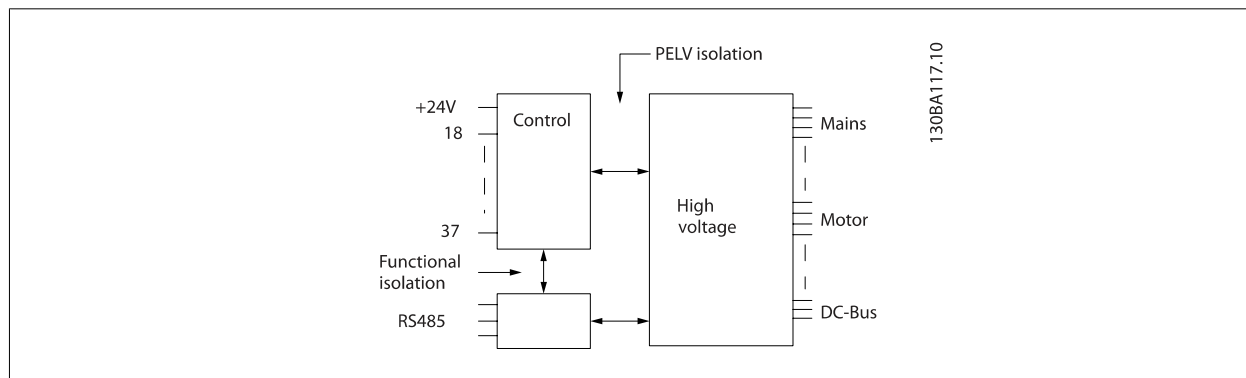 PELV isolation
130BA117.10
+24V
Control
Mains
18
High
voltage
Motor
37
Functional
isolation
RS485
DC-Bus